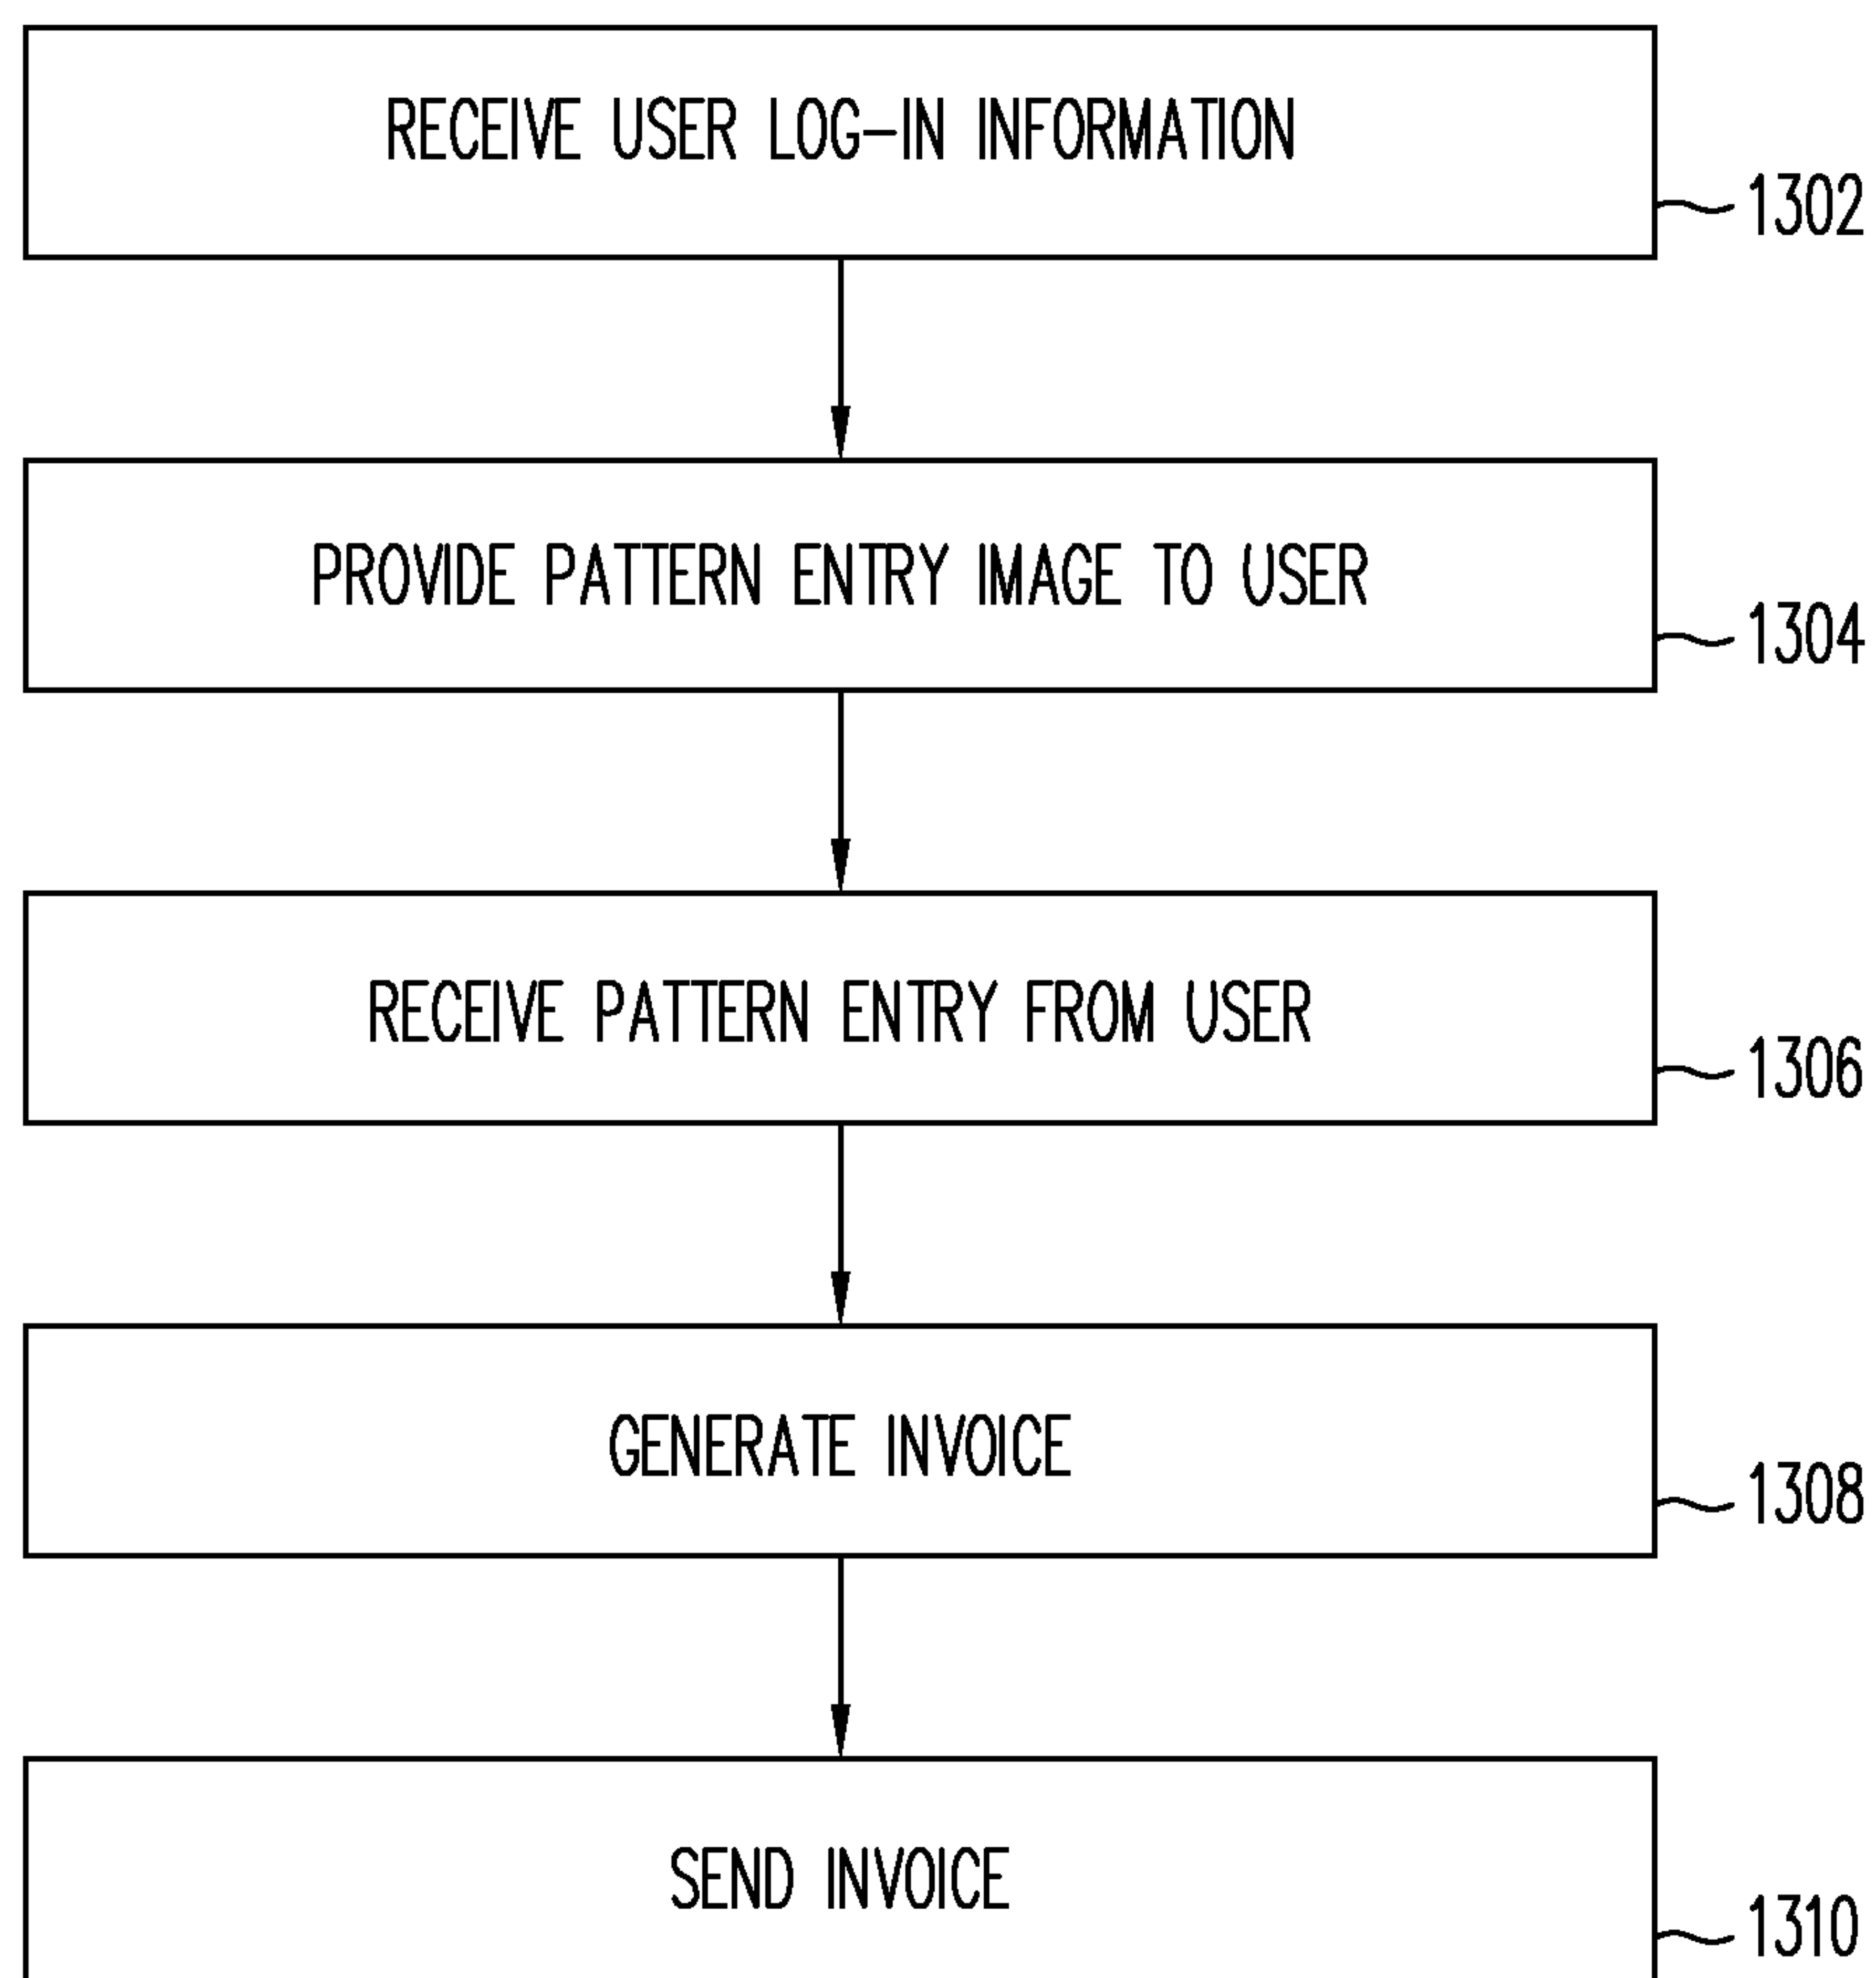 RECEIVE USER LOG-IN INFORMATION
1302
PROVIDE PATTERN ENTRY IMAGE TO USER
1304
RECEIVE PATTERN ENTRY FROM USER
1306
GENERATE INVOICE
1308
SEND INVOICE
1310